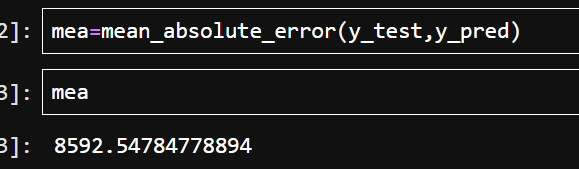 2]: mea=mean_absolute_error(y_test,y_pred)
3]: mea
3]: 8592.54784778894